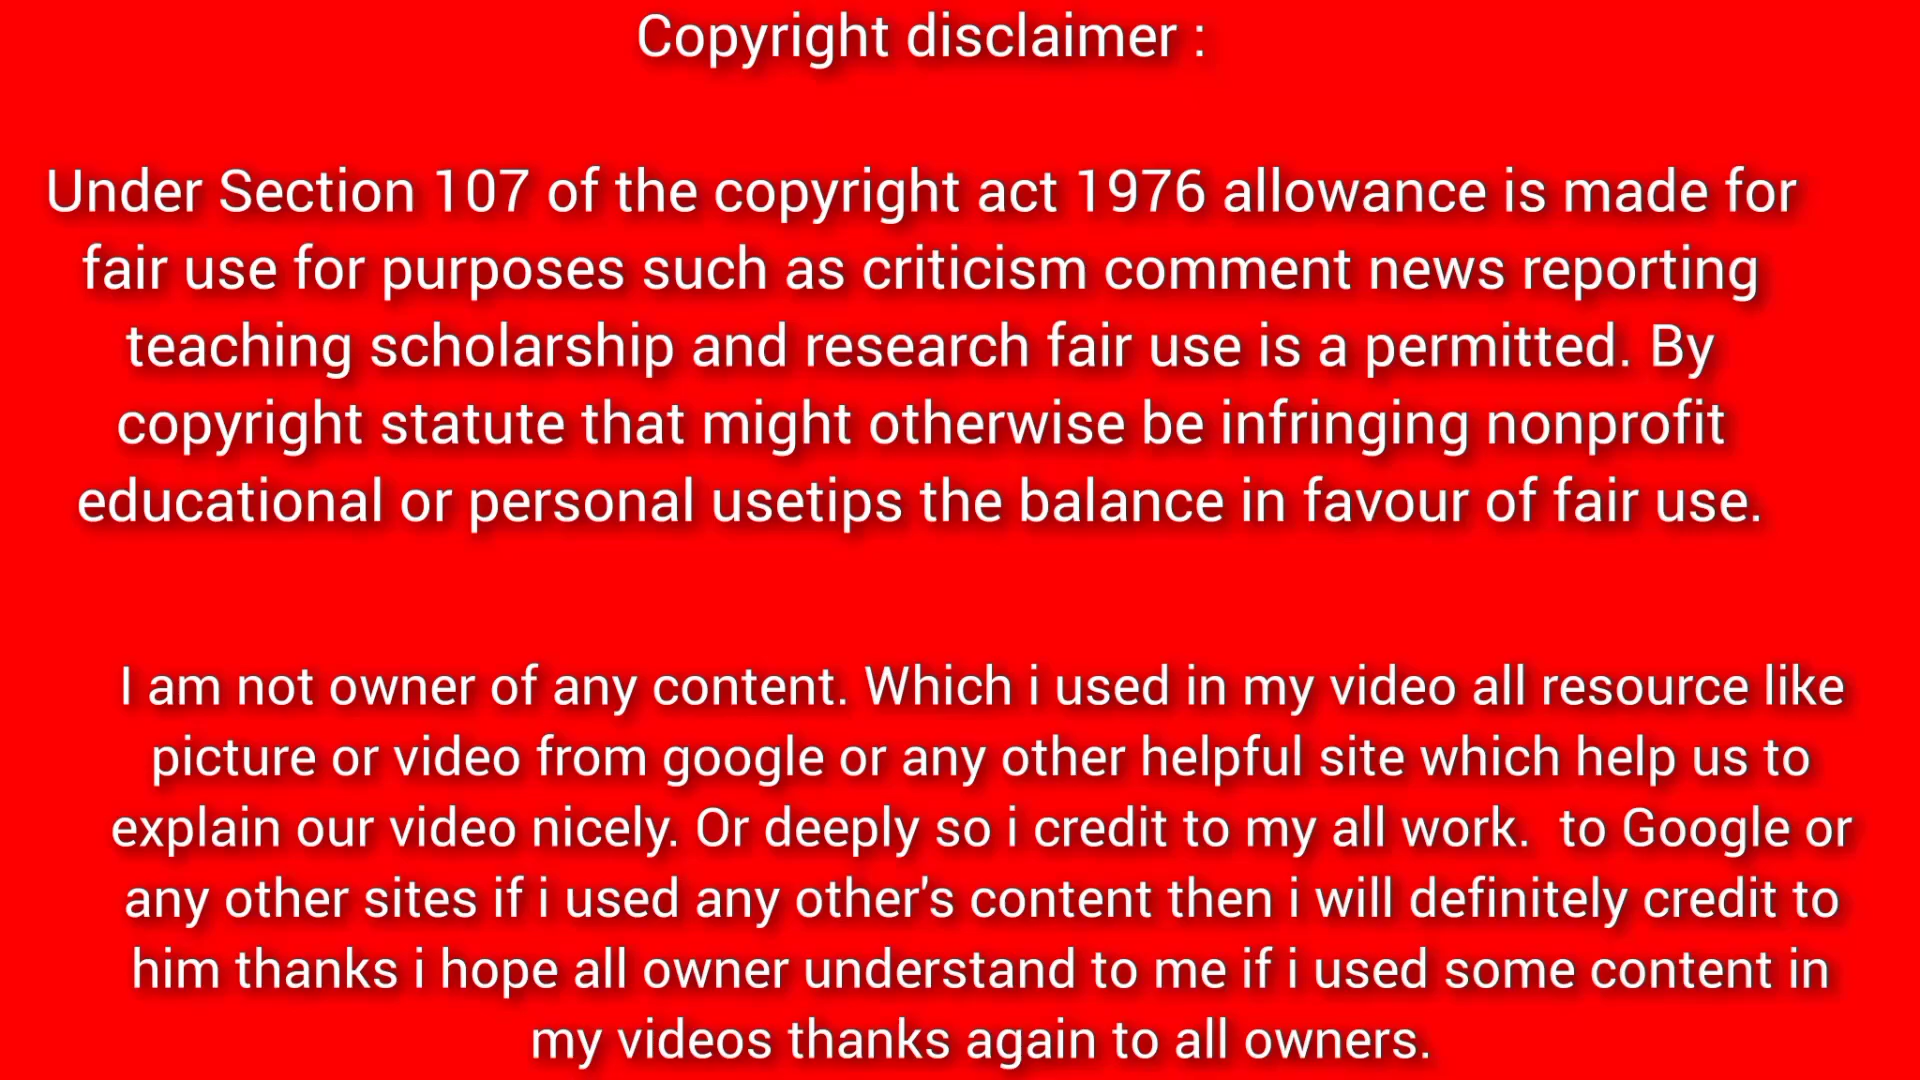 Copyright disclaimer :
Under Section 107 of the copyright act 1976 allowance is made for
fair use for purposes such as criticism comment news reporting
teaching scholarship and research fair use is a permitted. By
copyright statute that might otherwise be infringing nonprofit
educational or personal usetips the balance in favour of fair use.
I am not owner of any content. Which i used in my video all resource like
picture or video from google or any other helpful site which help us to
explain our video nicely. Or deeply so i credit to my all work.  to Google or
any other sites if i used any other's content then i will definitely credit to
him thanks i hope all owner understand to me if i used some content in
my videos thanks again to all owners.